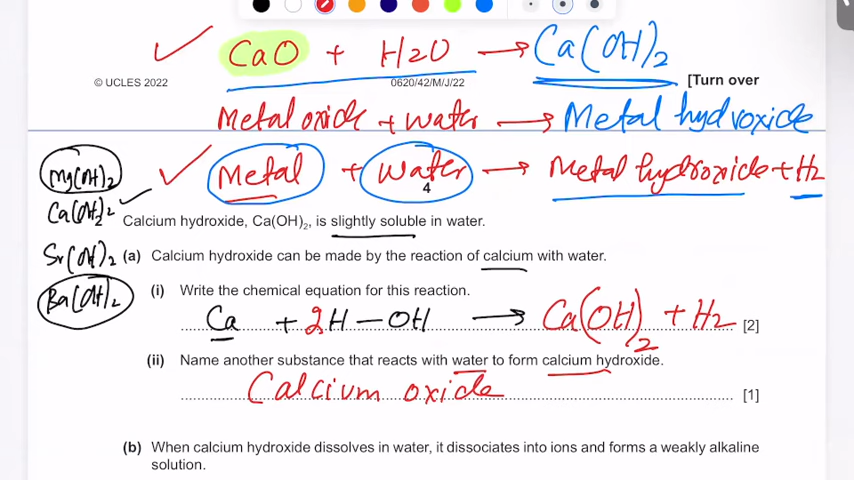 CaO + H2O → Ca(OH)2
© UCLES 2022 0620/42/M/J/22 [Turn over
Metal oxide + water → Metal hydroxide
Mg(OH)2
Metal + Water → Metal hydroxide + H2
4
Ca(OH)2
Calcium hydroxide, Ca(OH)2, is slightly soluble in water.
Sr(OH)2
(a) Calcium hydroxide can be made by the reaction of calcium with water.
Ba(OH)2
(i) Write the chemical equation for this reaction.
Ca + 2H – OH → Ca(OH)2 + H2 [2]
(ii) Name another substance that reacts with water to form calcium hydroxide.
Calcium oxide [1]
(b) When calcium hydroxide dissolves in water, it dissociates into ions and forms a weakly alkaline
solution.